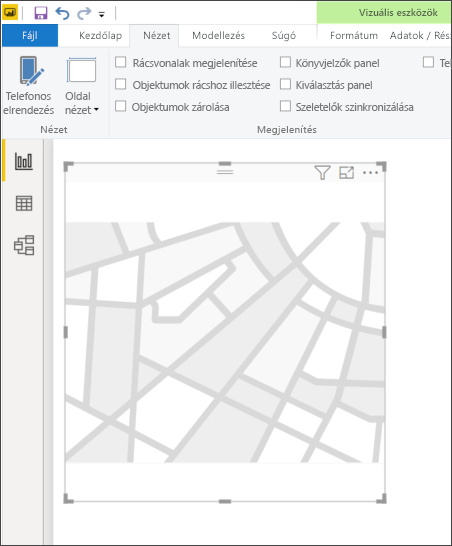 Vizuális eszközök
Fájl Kezdőlap Nézet Modellezés Súgó Formátum Adatok / Rés
Telefonos elrendezés
Oldal nézet
Rácsvonalak megjelenítése
Objektumok rácshoz illesztése
Objektumok zárolása
Könyvjelzők panel
Kiválasztás panel
Szeletelők szinkronizálása
Tel
Nézet Megjelenítés